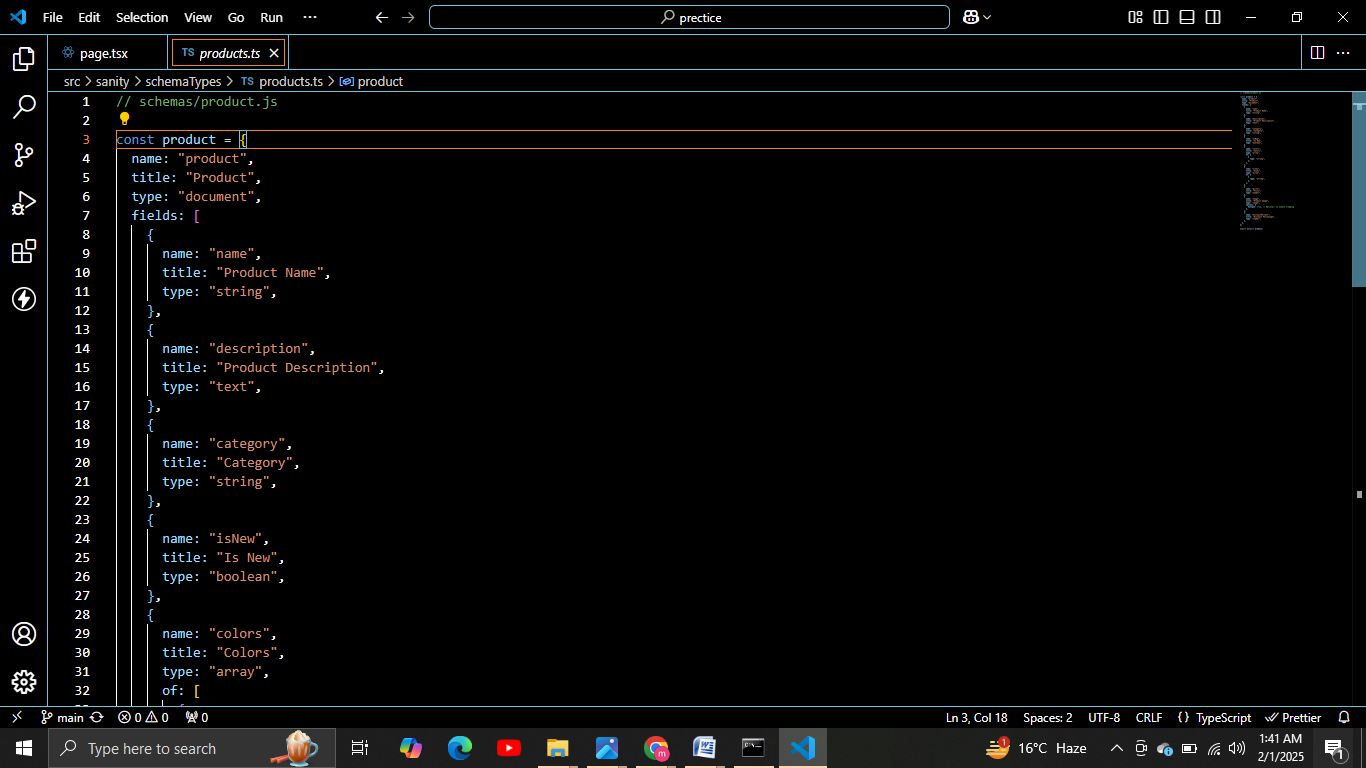 File Edit Selection View Go Run ··· prectice
page.tsx TS products.ts
src > sanity > schemaTypes > TS products.ts > product
1 // schemas/product.js
2
3 const product = {
4 name: "product",
5 title: "Product",
6 type: "document",
7 fields: [
8 {
9 name: "name",
10 title: "Product Name",
11 type: "string",
12 },
13 {
14 name: "description",
15 title: "Product Description",
16 type: "text",
17 },
18 {
19 name: "category",
20 title: "Category",
21 type: "string",
22 },
23 {
24 name: "isNew",
25 title: "Is New",
26 type: "boolean",
27 },
28 {
29 name: "colors",
30 title: "Colors",
31 type: "array",
32 of: [
main 0 0 0 Ln 3, Col 18 Spaces: 2 UTF-8 CRLF {} TypeScript Prettier
Type here to search 1 m W 16°C Haze 1:41 AM
2/1/2025 1